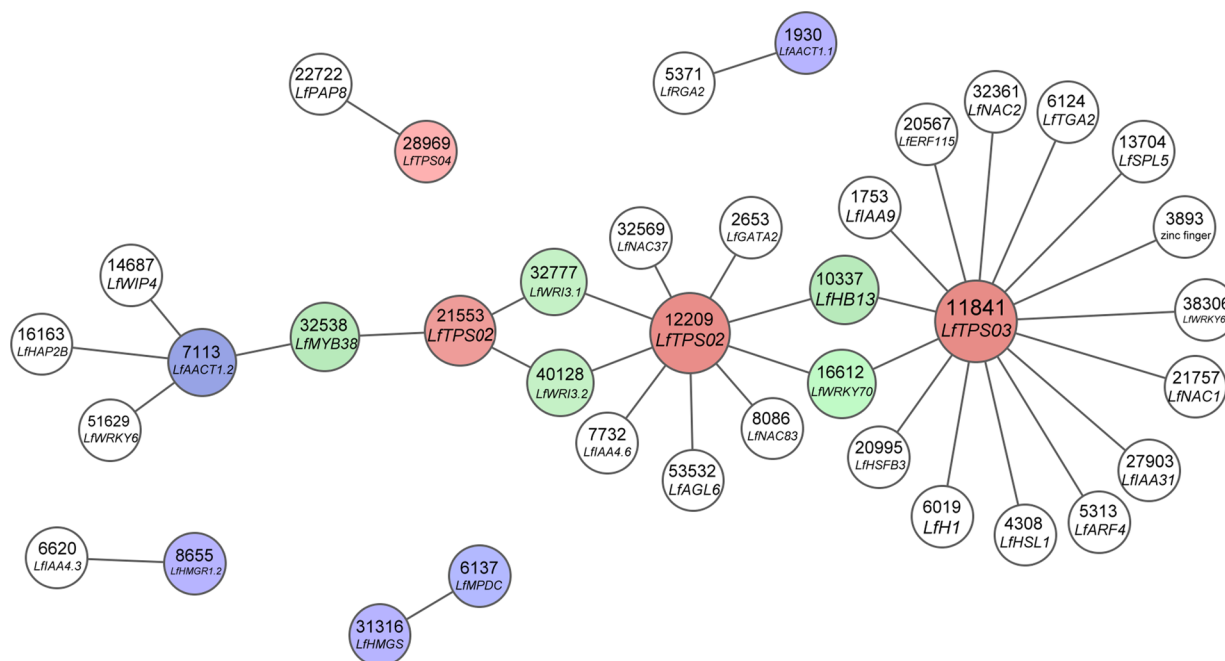 1930
LfAACT1.1
22722
LfPAP8
5371
LfRGA2
28969
LfTPS04
32361
LfNAC2
6124
LfTGA2
20567
LfERF115
13704
LfSPL5
1753
LfIAA9
3893
zinc finger
32569
LfNAC37
2653
LfGATA2
14687
LfWIP4
32777
LfWRI3.1
10337
LfHB13
38306
LfWRKY6
16163
LfHAP2B
7113
LfAACT1.2
32538
LfMYB38
21553
LfTPS02
12209
LfTPS02
11841
LfTPS03
40128
LfWRI3.2
16612
LfWRKY70
21757
LfNAC1
51629
LfWRKY6
7732
LfIAA4.6
8086
LfNAC83
53532
LfAGL6
20995
LfHSFB3
27903
LfIAA31
6019
LfH1
4308
LfHSL1
5313
LfARF4
6620
LfIAA4.3
8655
LfHMGR1.2
6137
LfMPDC
31316
LfHMGS